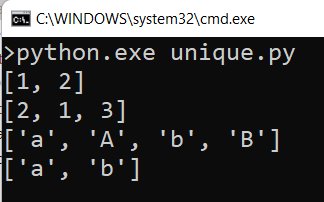 C:\WINDOWS\system32\cmd.exe
>python.exe unique.py
[1, 2]
[2, 1, 3]
['a', 'A', 'b', 'B']
['a', 'b']